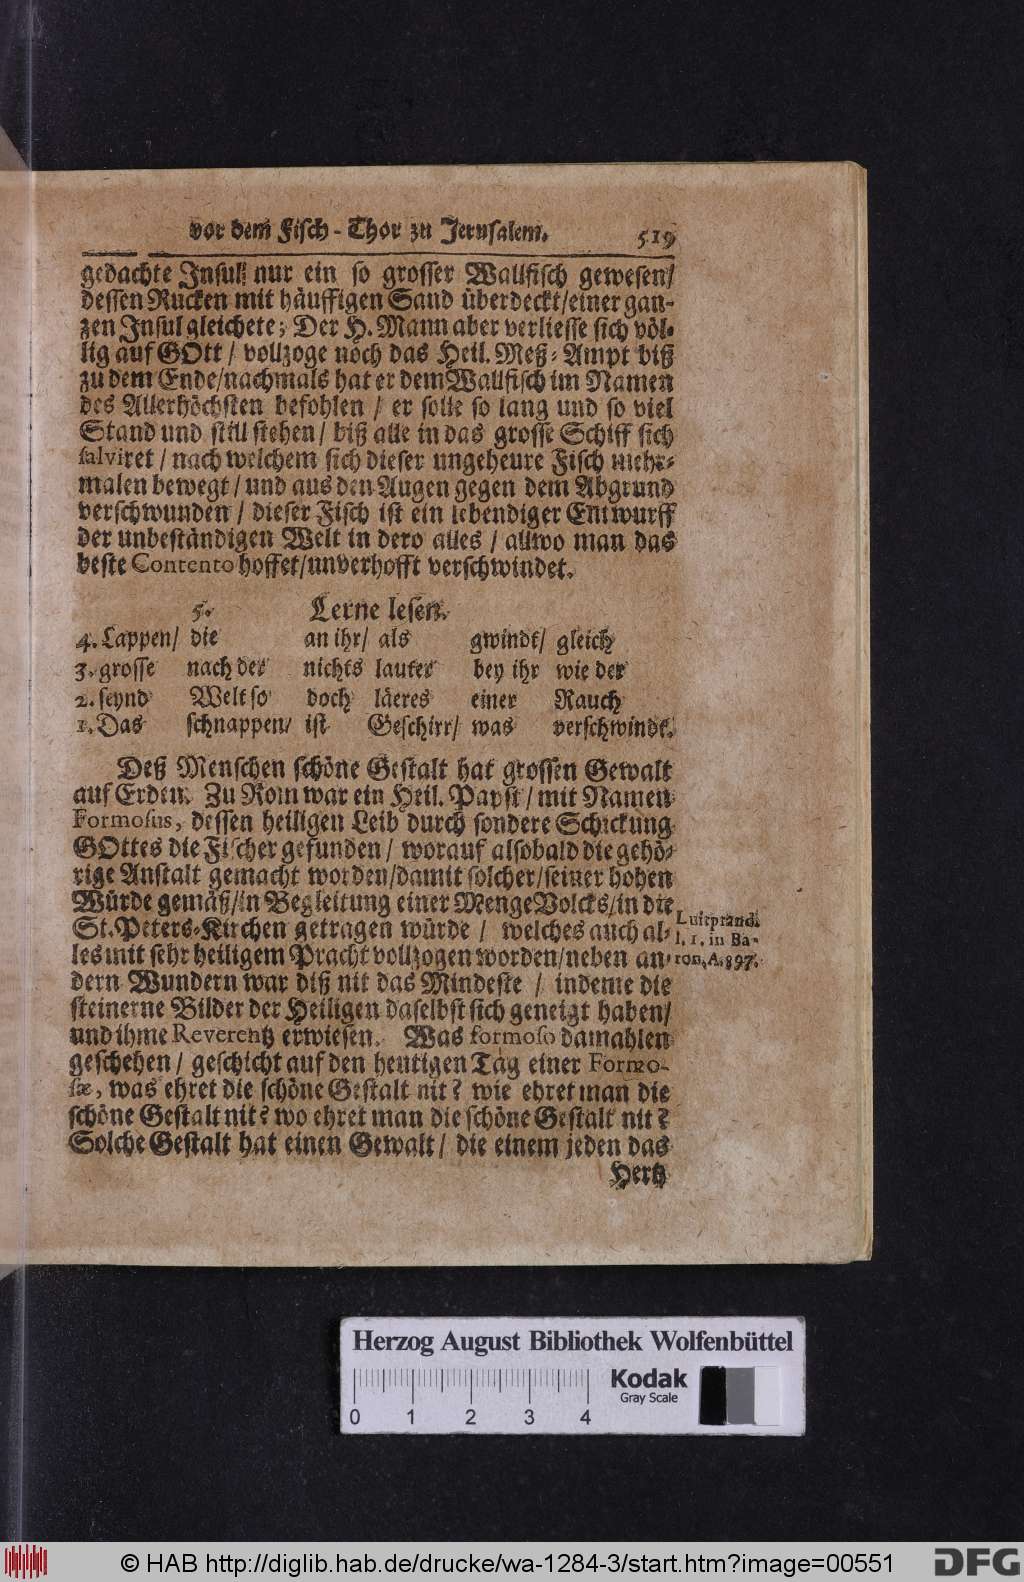 vor dem Fisch-Thor zu Jerusalem. 519
gedachte Insul nur ein so grosser Wallfisch gewesen/
dessen Rucken mit häuffigen Sand überdeckt/einer gan-
zen Insul gleichete; Der H. Mann aber verliesse sich völ-
lig auf GOtt / vollzoge noch das Heil. Meß-Ampt biß
zu dem Ende/nachmals hat er dem Wallfisch im Namen
des Allerhöchsten befohlen / er solle so lang und so viel
Stand und still stehen / biß alle in das grosse Schiff sich
salviret / nach welchem sich dieser ungeheure Fisch mehr-
malen bewegt / und aus den Augen gegen dem Abgrund
verschwunden / dieser Fisch ist ein lebendiger Entwurff
der unbeständigen Welt in dero alles / allwo man das
beste Contento hoffet/unverhofft verschwindet.
5. Lerne lesen.
4. Lappen/ die an ihr/ als gwindt/ gleich
3. grosse nach der nichts lauter bey ihr wie der
2. seynd Welt so doch läeres einer Rauch
1. Das schnappen/ ist Geschirr/ was verschwindt.
Deß Menschen schöne Gestalt hat grossen Gewalt
auf Erden. Zu Rom war ein Heil. Papst / mit Namen
Formosus, dessen heiligen Leib durch sondere Schickung
GOttes die Fischer gefunden / worauf alsobald die gehö-
rige Anstalt gemacht worden/damit solcher/seiner hohen
Würde gemäß/in Begleitung einer Menge Volcks/in die
St. Peters-Kirchen getragen würde / welches auch al-
les mit sehr heiligem Pracht vollzogen worden/neben an-
dern Wundern war diß nit das Mindeste / indeme die
steinerne Bilder der Heiligen daselbst sich geneigt haben/
und ihme Reverentz erwiesen. Was formoso damahlen
geschehen / geschicht auf den heutigen Tag einer Formo-
sæ, was ehret die schöne Gestalt nit? wie ehret man die
schöne Gestalt nit? wo ehret man die schöne Gestalt nit?
Solche Gestalt hat einen Gewalt / die einem jeden das
Hertz
Luitprand.
l. 1. in Ba-
ron. A. 897.
Herzog August Bibliothek Wolfenbüttel
Kodak
Gray Scale
0 1 2 3 4
© HAB http://diglib.hab.de/drucke/wa-1284-3/start.htm?image=00551
DFG